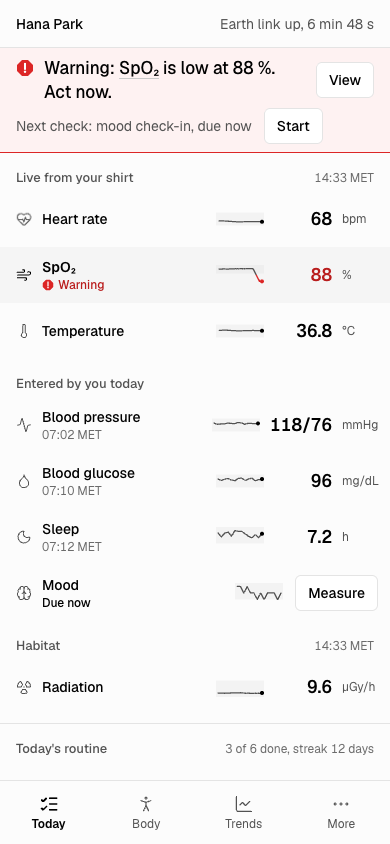 Hana Park
Earth link up, 6 min 48 s
Warning: SpO₂ is low at 88 %.
Act now.
View
Next check: mood check-in, due now
Start
Live from your shirt
14:33 MET
Heart rate
68 bpm
SpO₂
Warning
88 %
Temperature
36.8 °C
Entered by you today
Blood pressure
07:02 MET
118/76 mmHg
Blood glucose
07:10 MET
96 mg/dL
Sleep
07:12 MET
7.2 h
Mood
Due now
Measure
Habitat
14:33 MET
Radiation
9.6 µGy/h
Today's routine
3 of 6 done, streak 12 days
Today
Body
Trends
More